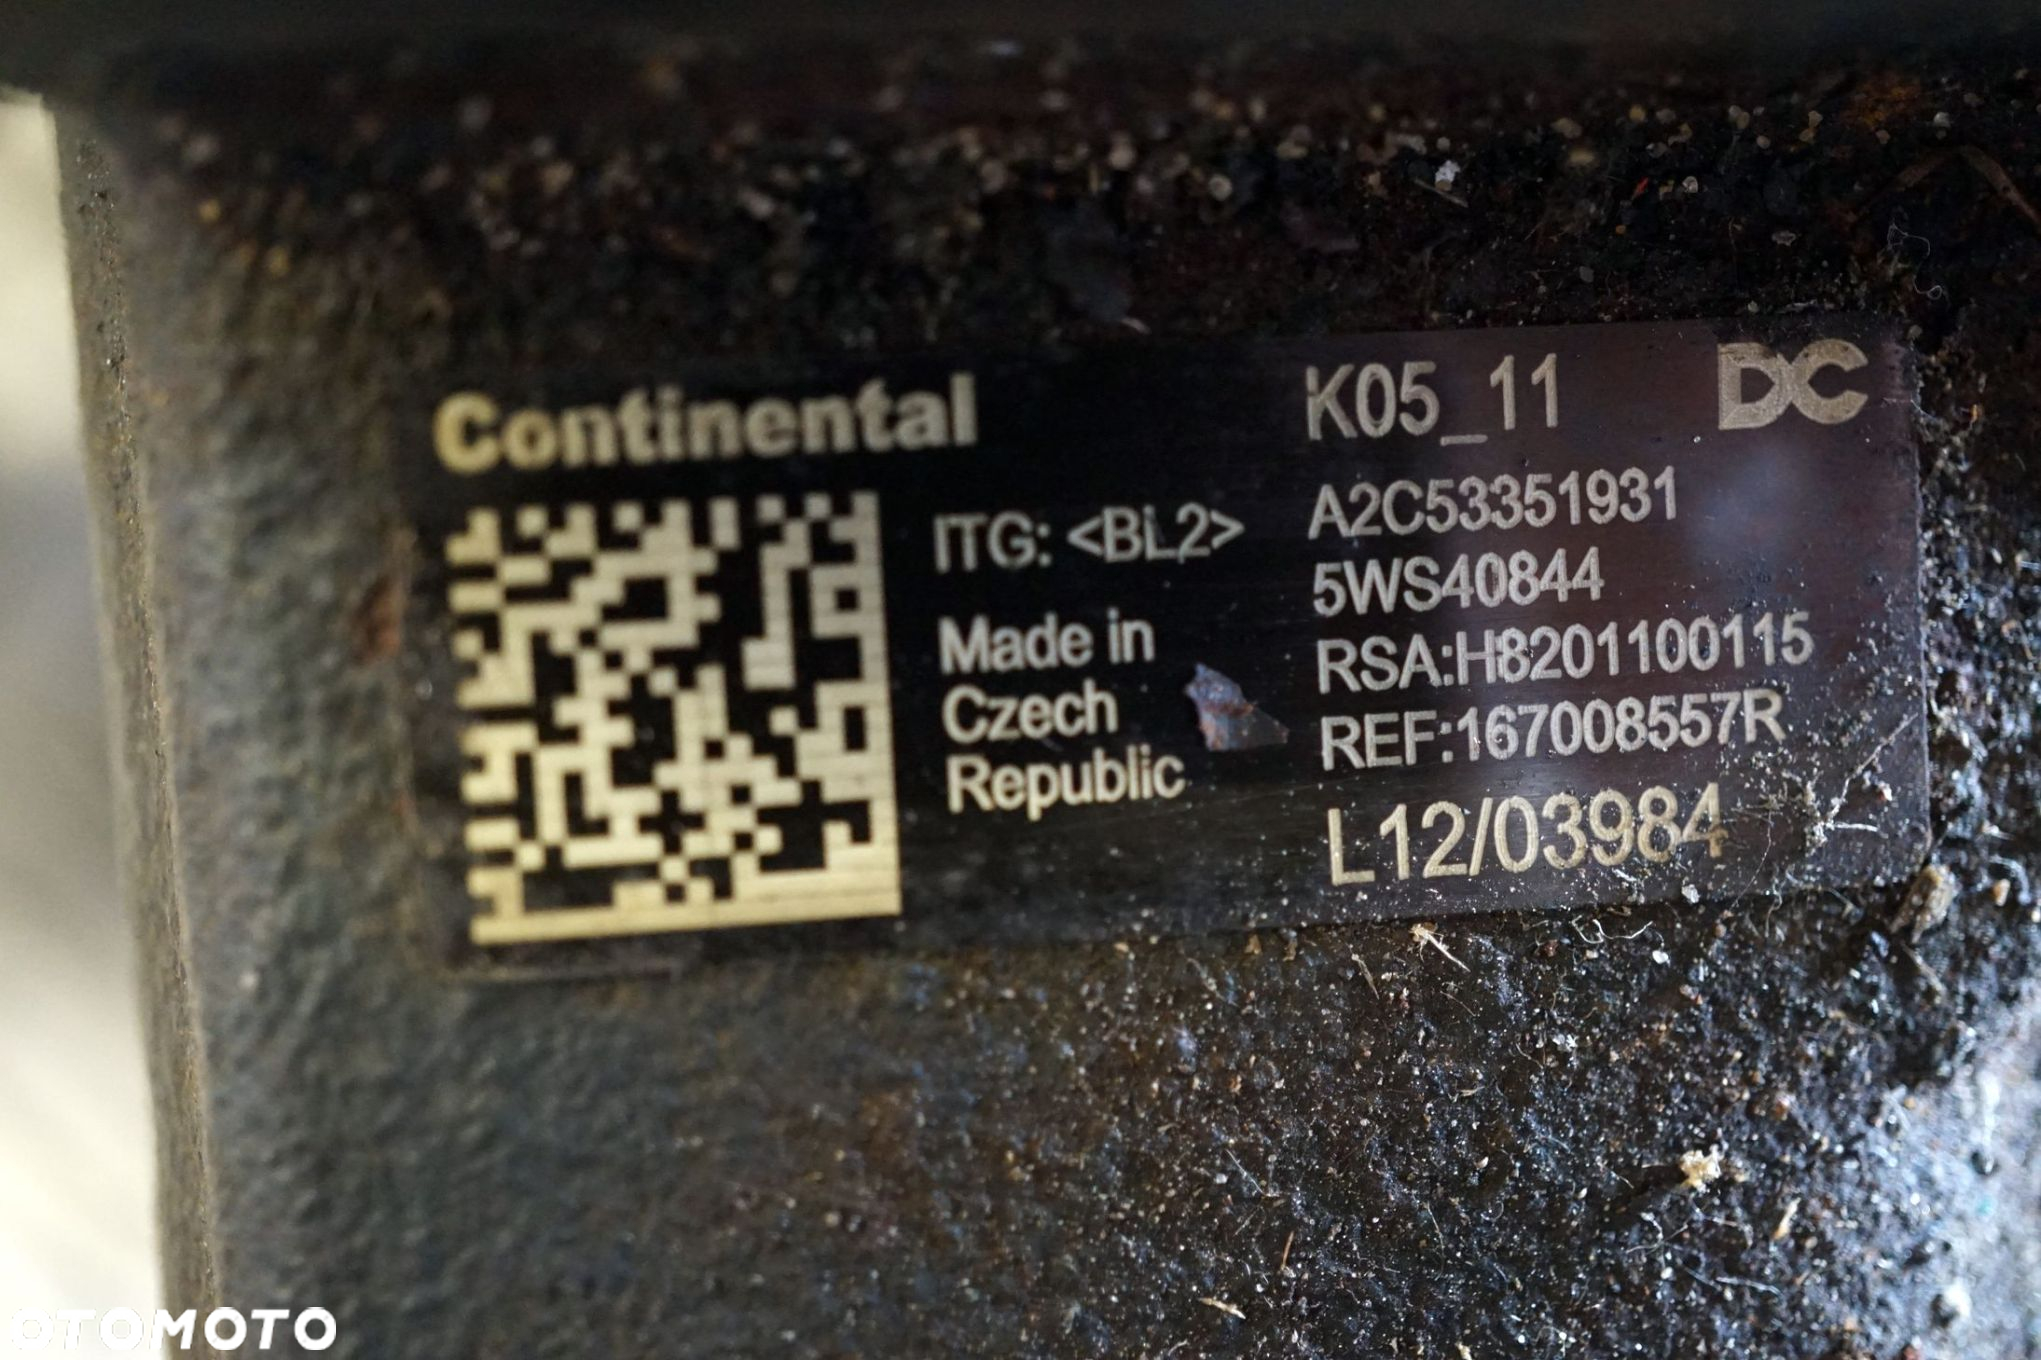 Continental
K05_11
DC
ITG: <BL2>
Made in
Czech
Republic
A2C53351931
5WS40844
RSA:H8201100115
REF:167008557R
L12/03984
OTOMOTO